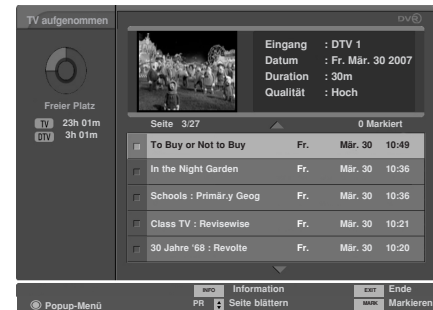 TV aufgenommen
DV
Eingang : DTV 1
Datum : Fr. Mär. 30 2007
Duration : 30m
Qualität : Hoch
Freier Platz
TV 23h 01m
DTV 3h 01m
Seite 3/27 0 Markiert
To Buy or Not to Buy Fr. Mär. 30 10:49
In the Night Garden Fr. Mär. 30 10:36
Schools : Primär.y Geog Fr. Mär. 30 10:36
Class TV : Revisewise Fr. Mär. 30 10:21
30 Jahre '68 : Revolte Fr. Mär. 30 10:20
INFO Information EXIT Ende
Popup-Menü PR Seite blättern MARK Markieren